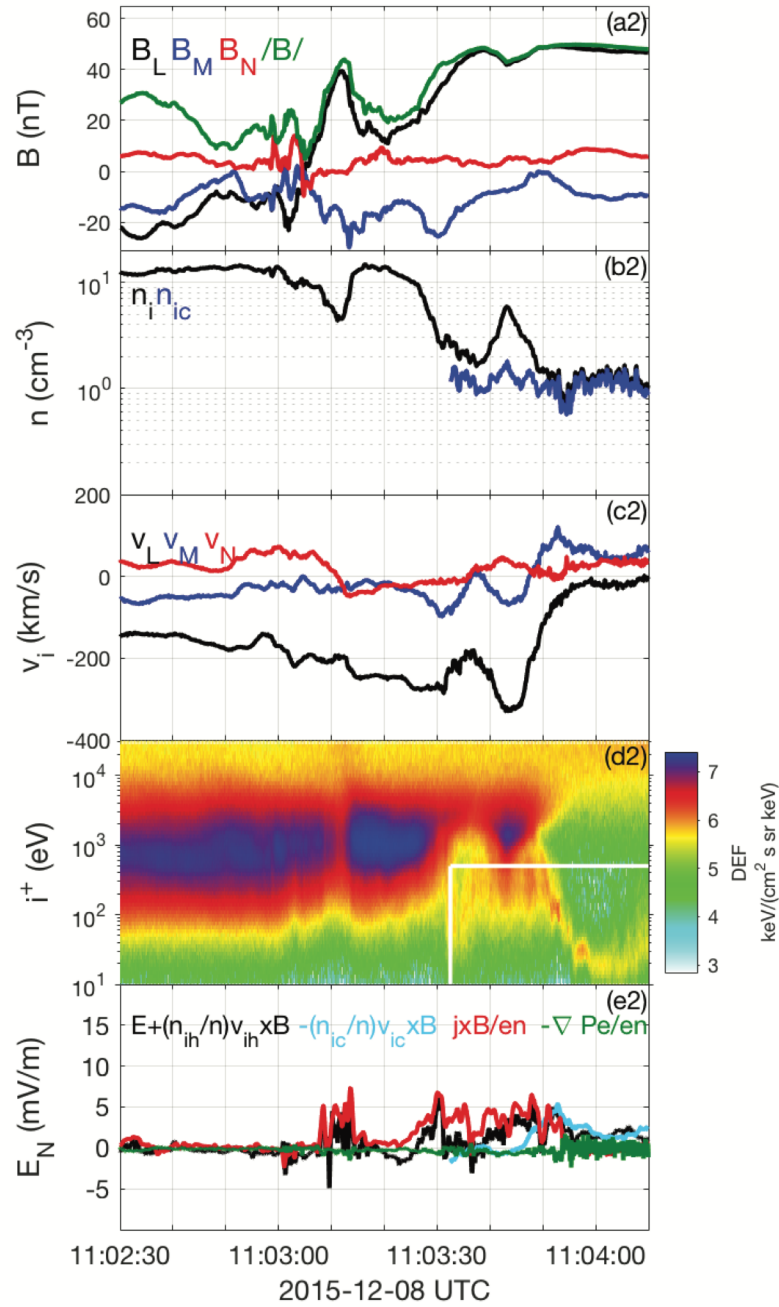 (a2)
B_L B_M B_N /B/
60
40
20
0
-20
B (nT)
(b2)
n_i n_ic
10^1
10^0
n (cm^-3)
(c2)
v_L v_M v_N
200
0
-200
-400
v_i (km/s)
(d2)
10^4
10^3
10^2
10^1
i^+ (eV)
7
6
5
4
3
DEF
keV/(cm^2 s sr keV)
(e2)
E+(n_ih/n)v_ih xB -(n_ic/n)v_ic xB jxB/en -∇ Pe/en
15
10
5
0
-5
E_N (mV/m)
11:02:30 11:03:00 11:03:30 11:04:00
2015-12-08 UTC